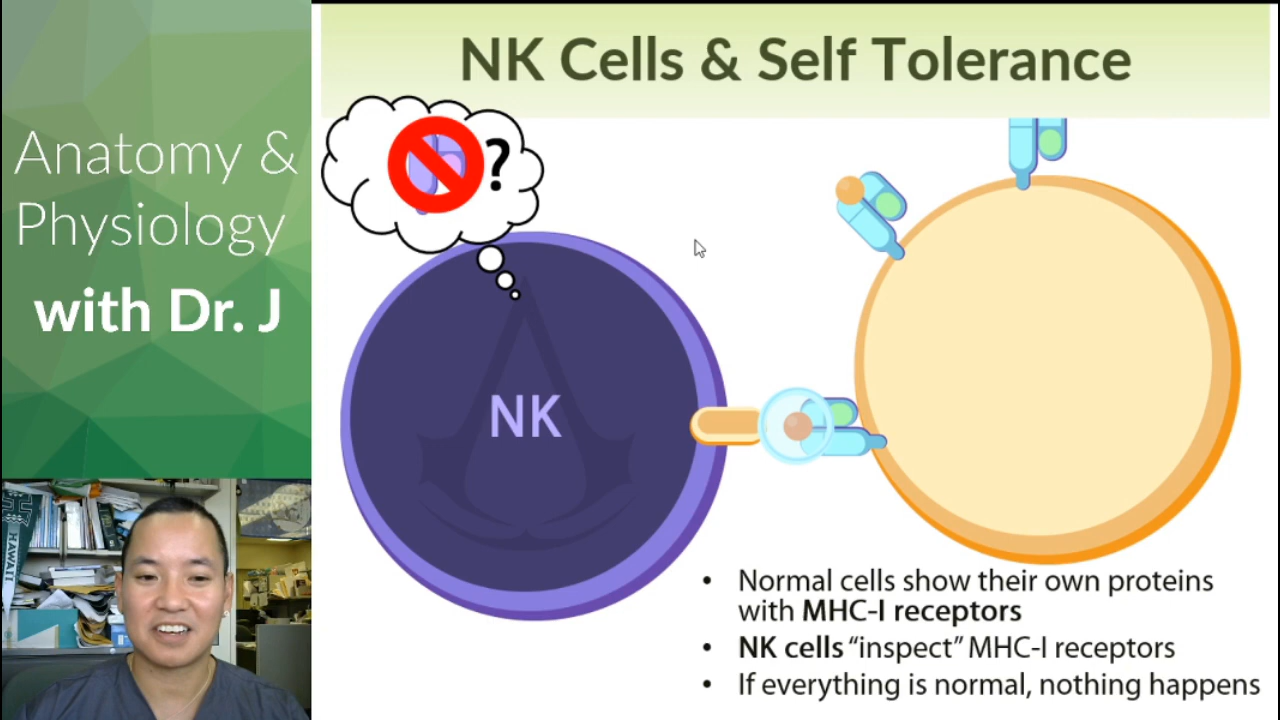 Anatomy &
Physiology
with Dr. J
NK Cells & Self Tolerance
?
NK
HAWAII
• Normal cells show their own proteins
with MHC-I receptors
• NK cells “inspect” MHC-I receptors
• If everything is normal, nothing happens